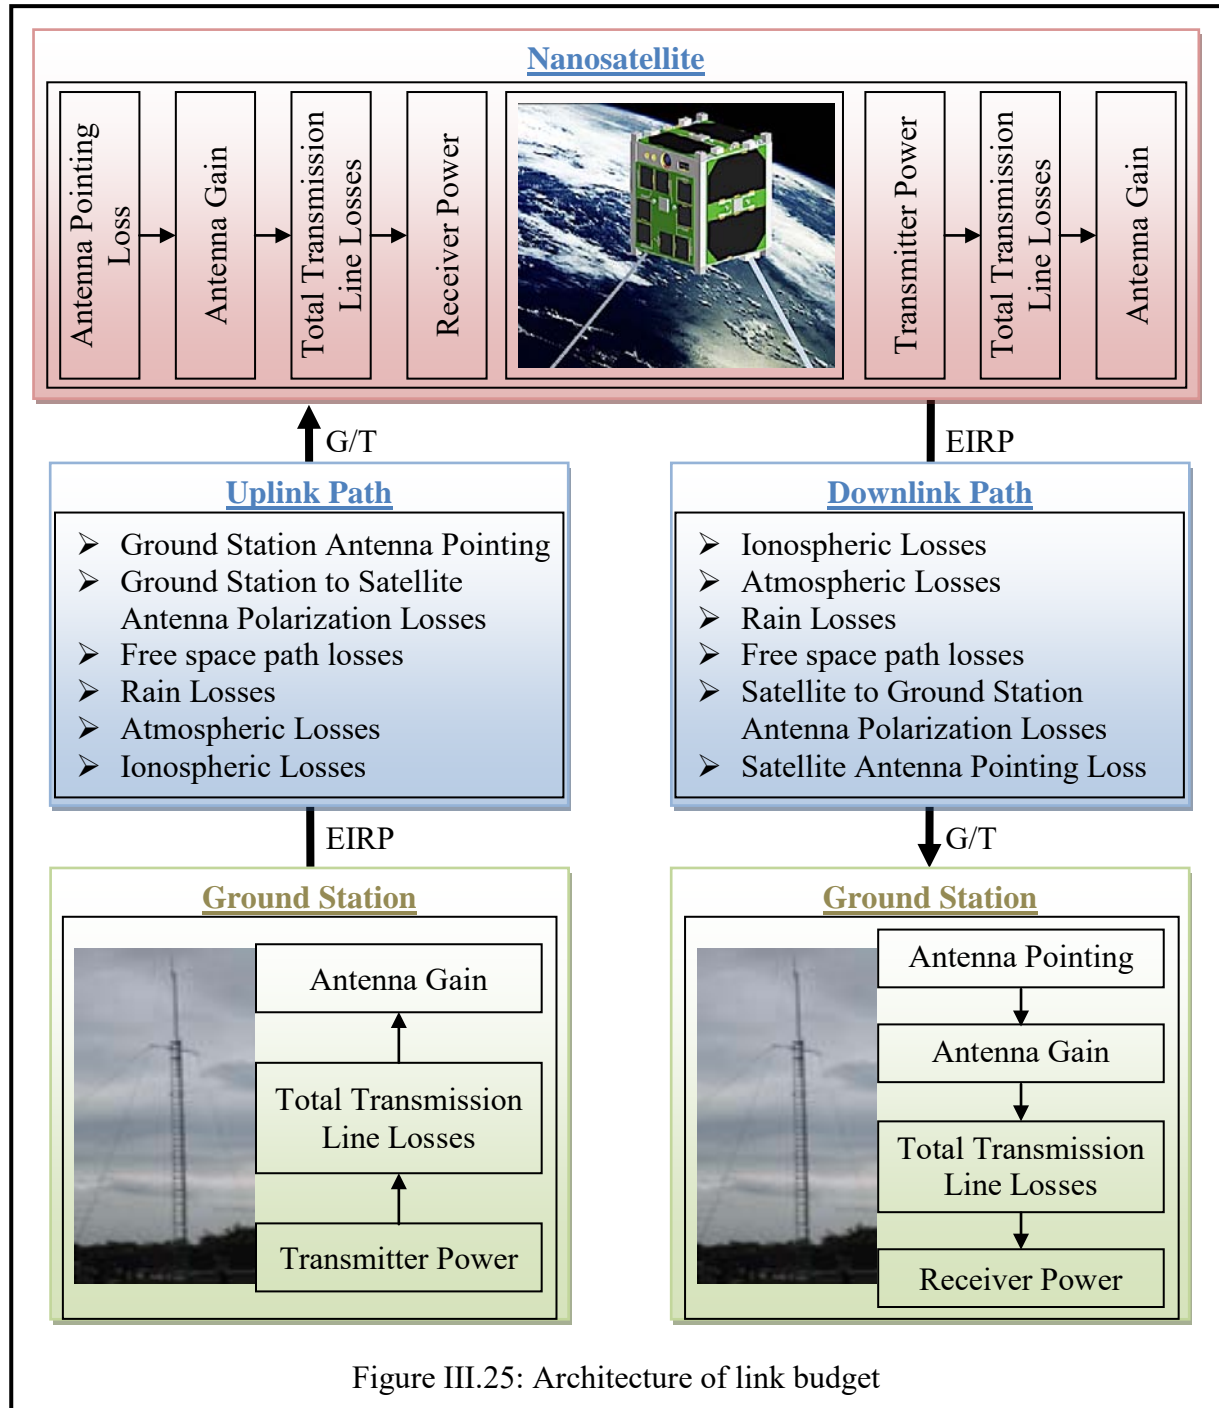 Nanosatellite
Antenna Pointing
Loss
Antenna Gain
Total Transmission
Line Losses
Receiver Power
Transmitter Power
Total Transmission
Line Losses
Antenna Gain
G/T
EIRP
Uplink Path
➢ Ground Station Antenna Pointing
➢ Ground Station to Satellite
Antenna Polarization Losses
➢ Free space path losses
➢ Rain Losses
➢ Atmospheric Losses
➢ Ionospheric Losses
Downlink Path
➢ Ionospheric Losses
➢ Atmospheric Losses
➢ Rain Losses
➢ Free space path losses
➢ Satellite to Ground Station
Antenna Polarization Losses
➢ Satellite Antenna Pointing Loss
EIRP
G/T
Ground Station
Antenna Gain
Total Transmission
Line Losses
Transmitter Power
Ground Station
Antenna Pointing
Antenna Gain
Total Transmission
Line Losses
Receiver Power
Figure III.25: Architecture of link budget